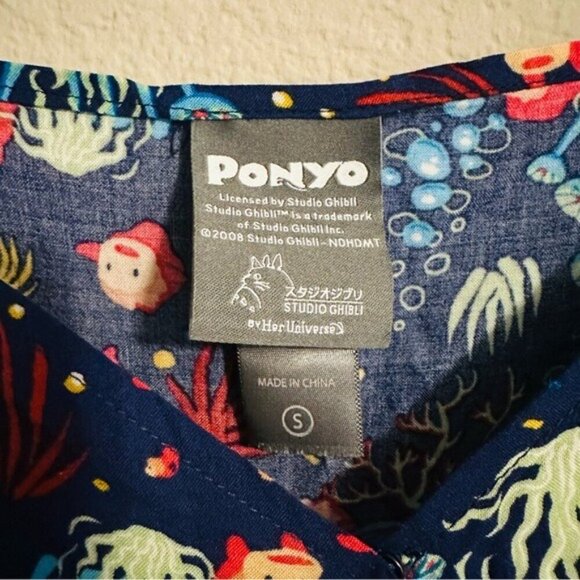 PONYO
Licensed by Studio Ghibli
Studio Ghibli™ is a trademark
of Studio Ghibli Inc.
©2008 Studio Ghibli-NDHDMT
スタジオジブリ
STUDIO GHIBLI
BY Her Universe
MADE IN CHINA
S